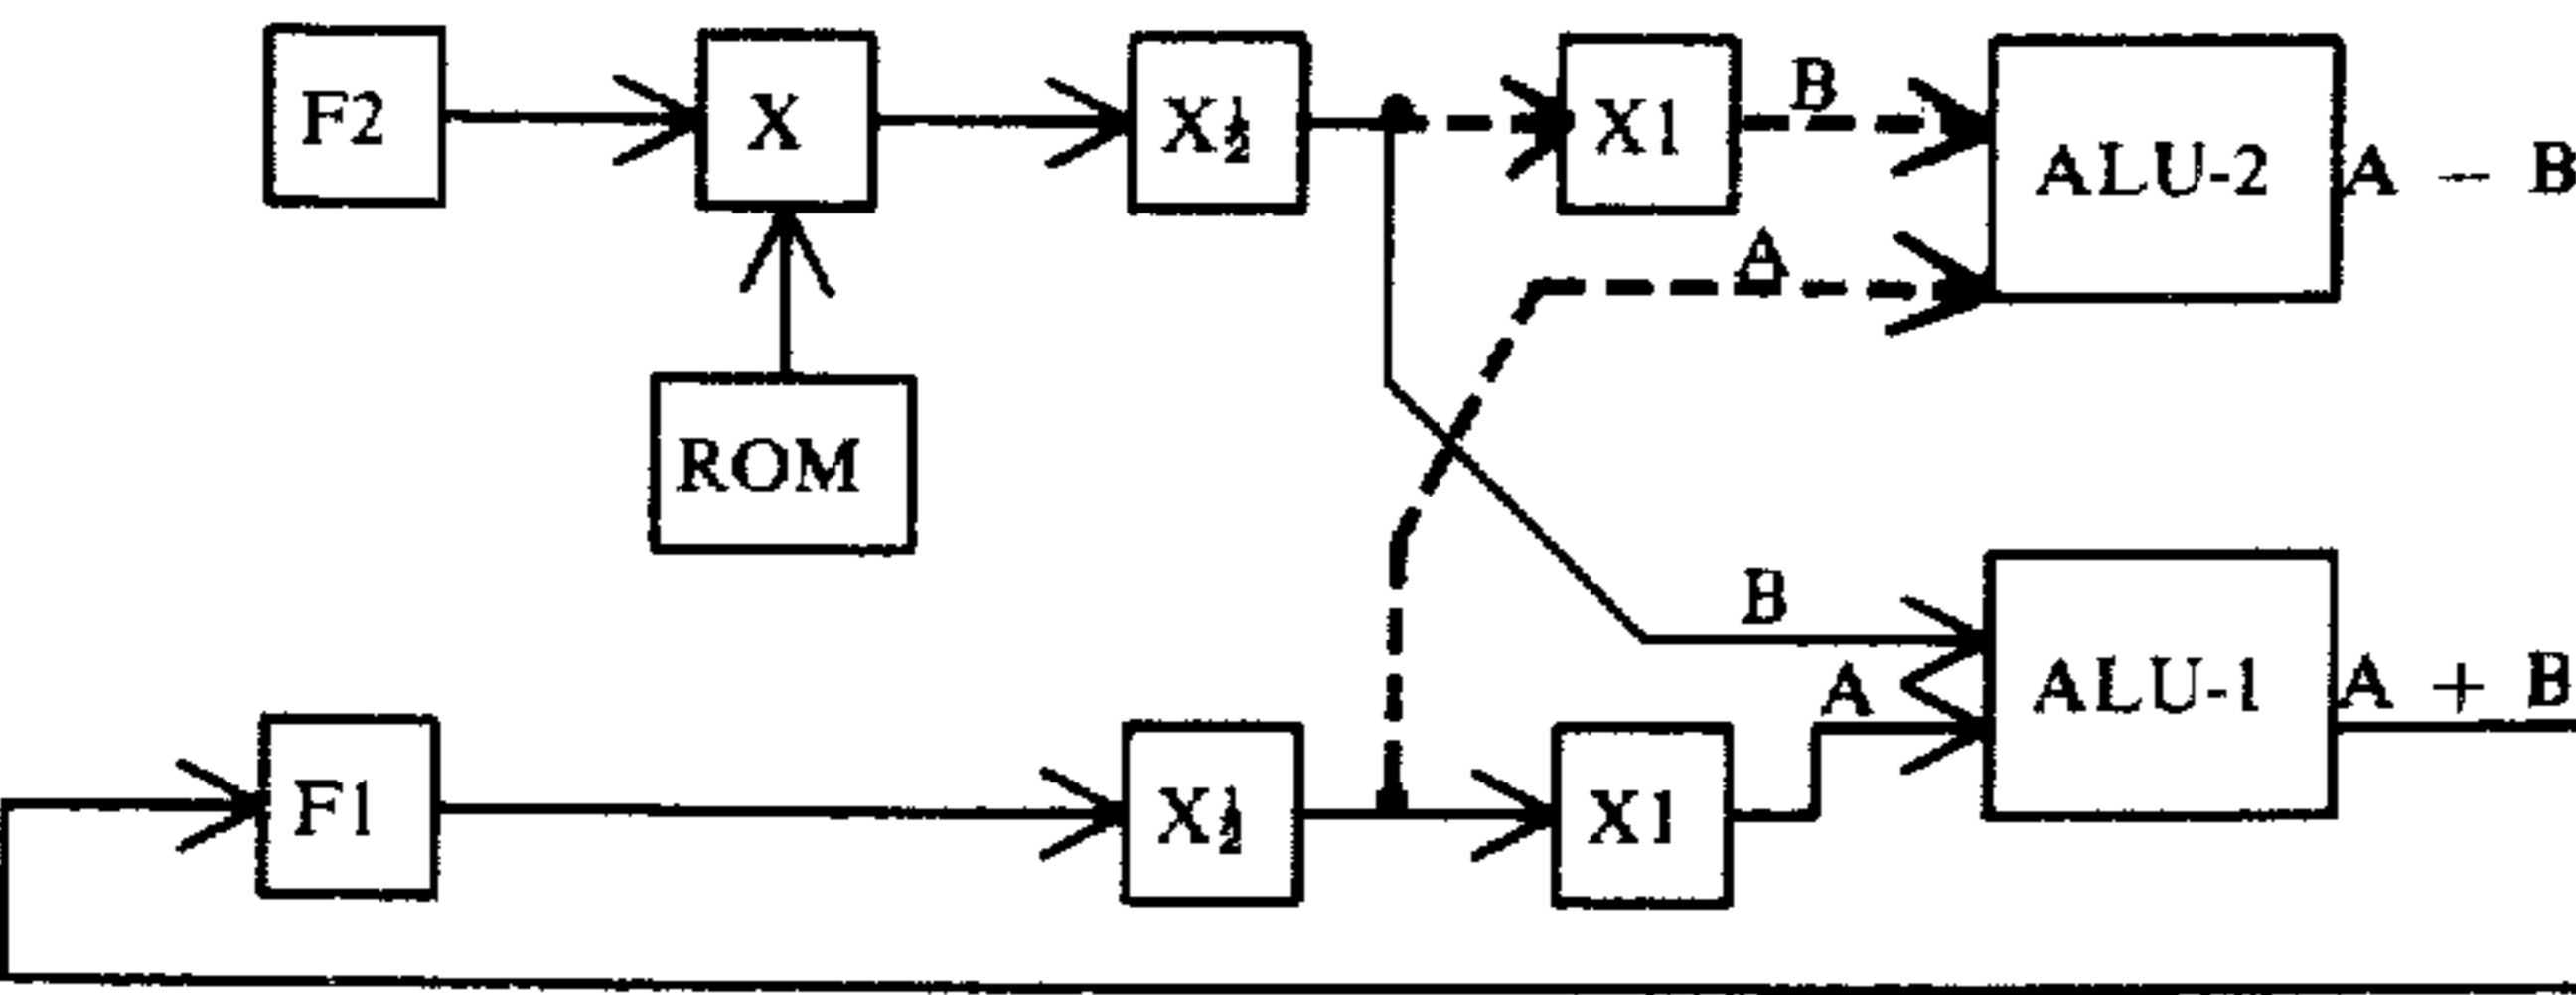 F2 X X½ X1 B ALU-2 A − B
A
ROM
B
F1 X½ X1 A ALU-1 A + B